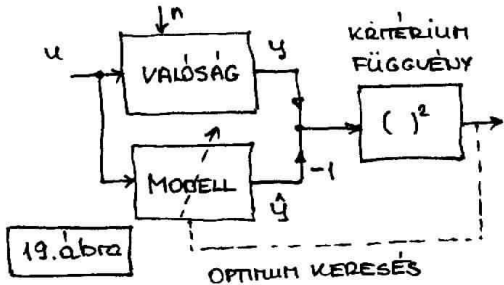 n
u
VALÓSÁG
y
KRITÉRIUM
FÜGGVÉNY
( )²
MODELL
ŷ
-1
19. ábra
OPTIMUM KERESÉS